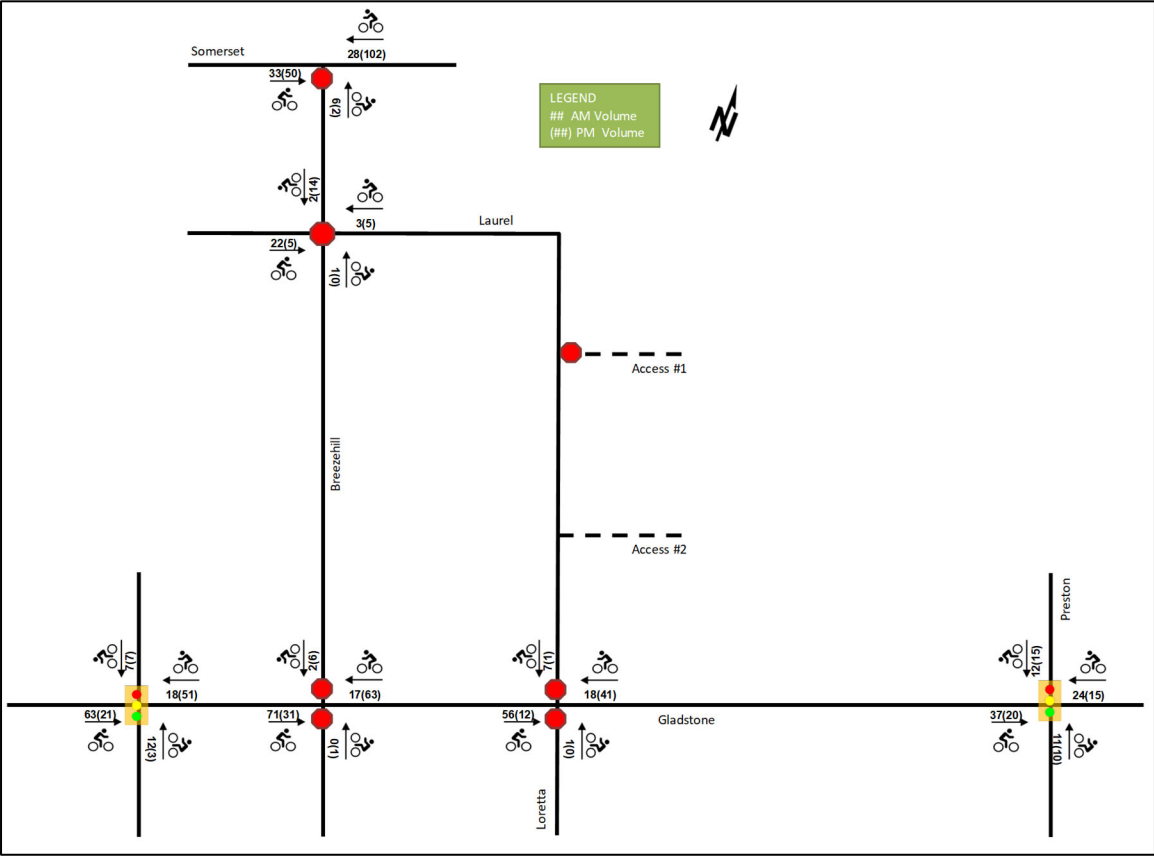 28(102)
Somerset
33(50)
6(2)
LEGEND
## AM Volume
(##) PM Volume
N
2(14)
3(5)
Laurel
22(5)
1(0)
Access #1
Breezehill
Access #2
Preston
7(7)
18(51)
2(6)
17(63)
7(1)
18(41)
12(15)
24(15)
63(21)
71(31)
56(12)
Gladstone
37(20)
12(3)
0(1)
1(0)
11(10)
Loretta